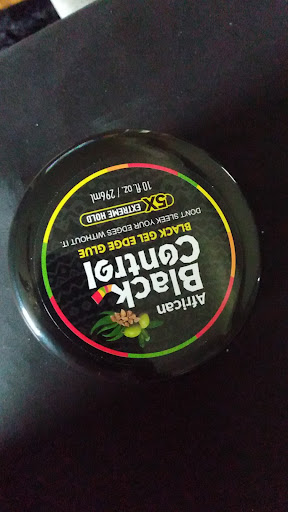 African
Black
Control
BLACK GEL EDGE GLUE
DON'T SLEEK YOUR EDGES WITHOUT IT.
5X EXTREME HOLD
10 fl. oz. / 296ml